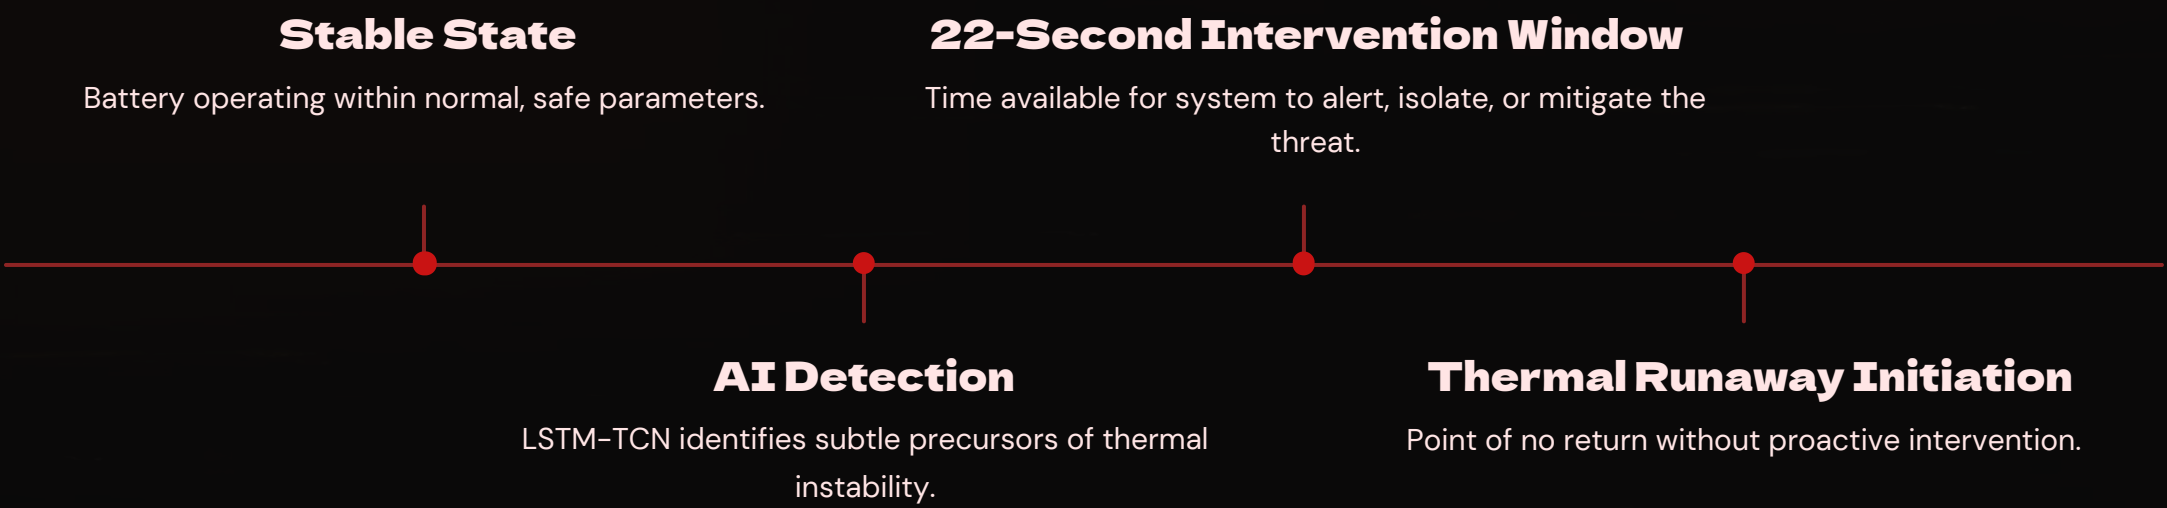 Stable State
Battery operating within normal, safe parameters.
22-Second Intervention Window
Time available for system to alert, isolate, or mitigate the
threat.
AI Detection
LSTM-TCN identifies subtle precursors of thermal
instability.
Thermal Runaway Initiation
Point of no return without proactive intervention.